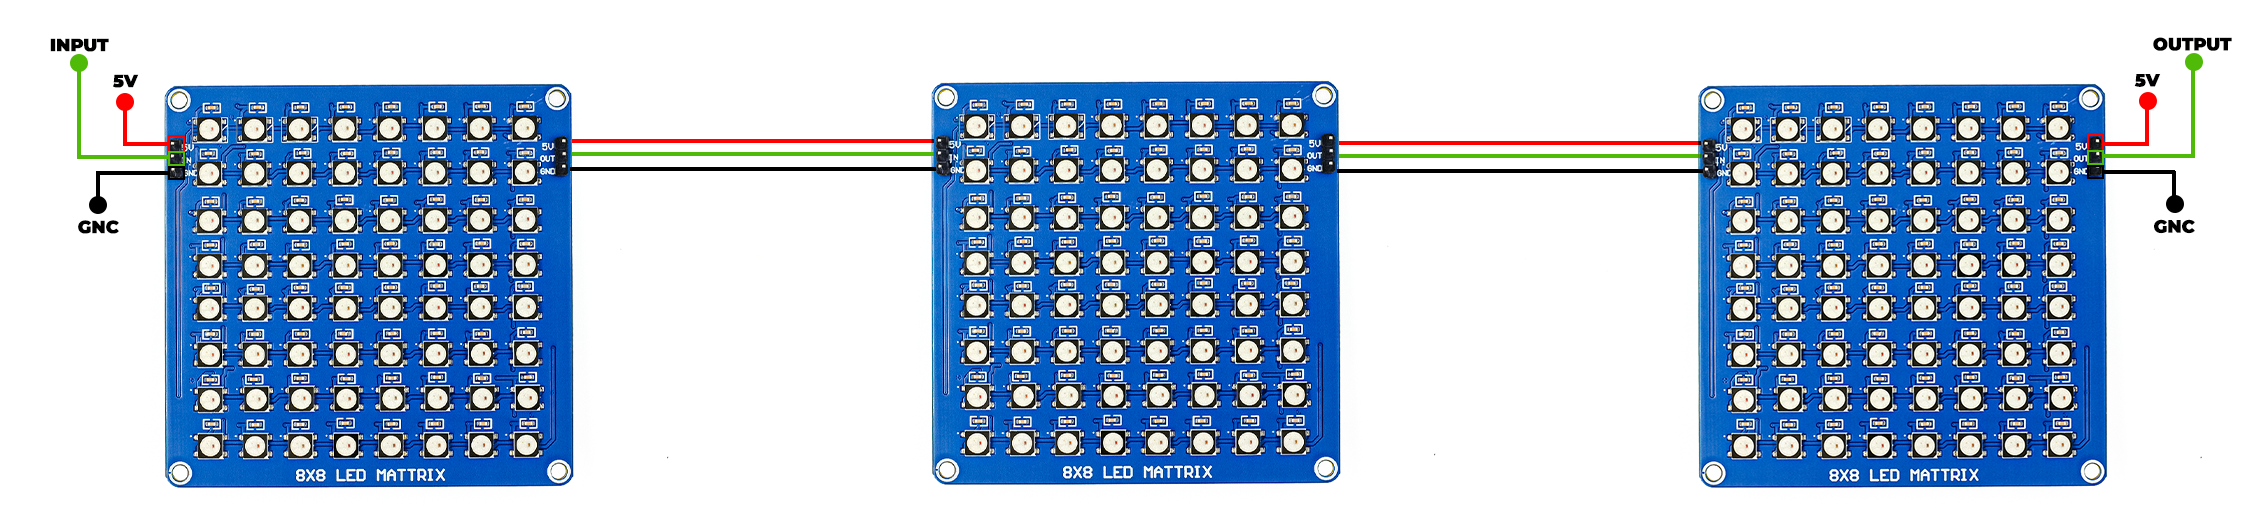 INPUT
5V
GNC
5V
IN
GND
5V
OUT
GND
8X8 LED MATTRIX
5V
IN
GND
5V
OUT
GND
8X8 LED MATTRIX
5V
IN
GND
5V
OUT
GND
8X8 LED MATTRIX
OUTPUT
5V
GNC